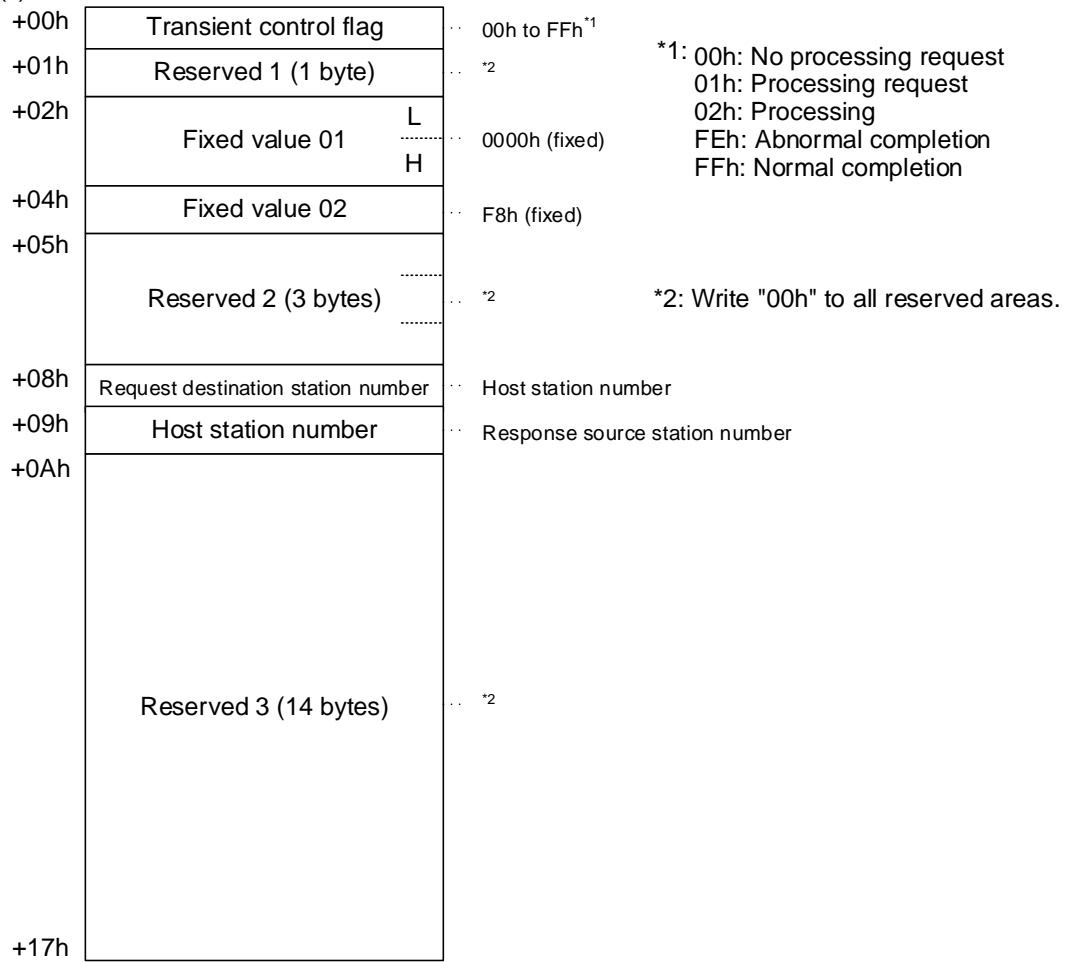 +00h Transient control flag ... 00h to FFh*1
*1: 00h: No processing request
+01h Reserved 1 (1 byte) ... *2
01h: Processing request
02h: Processing
+02h Fixed value 01 L ... 0000h (fixed)
H
FEh: Abnormal completion
FFh: Normal completion
+04h Fixed value 02 ... F8h (fixed)
+05h
Reserved 2 (3 bytes) ... *2
*2: Write "00h" to all reserved areas.
+08h Request destination station number ... Host station number
+09h Host station number ... Response source station number
+0Ah
Reserved 3 (14 bytes) ... *2
+17h